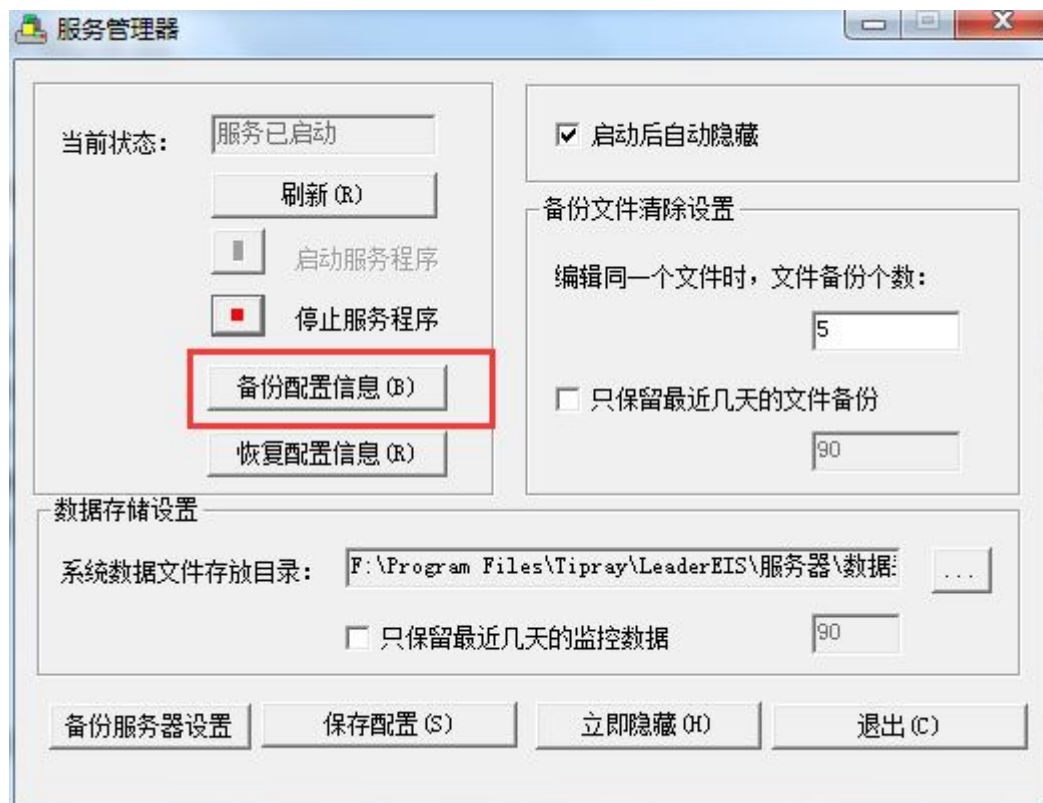 服务管理器
当前状态：
服务已启动
刷新(R)
启动服务程序
停止服务程序
备份配置信息(B)
恢复配置信息(R)
启动后自动隐藏
备份文件清除设置
编辑同一个文件时，文件备份个数：
5
只保留最近几天的文件备份
90
数据存储设置
系统数据文件存放目录：
F:\Program Files\Tipray\LeaderEIS\服务器\数据
...
只保留最近几天的监控数据
90
备份服务器设置
保存配置(S)
立即隐藏(H)
退出(C)